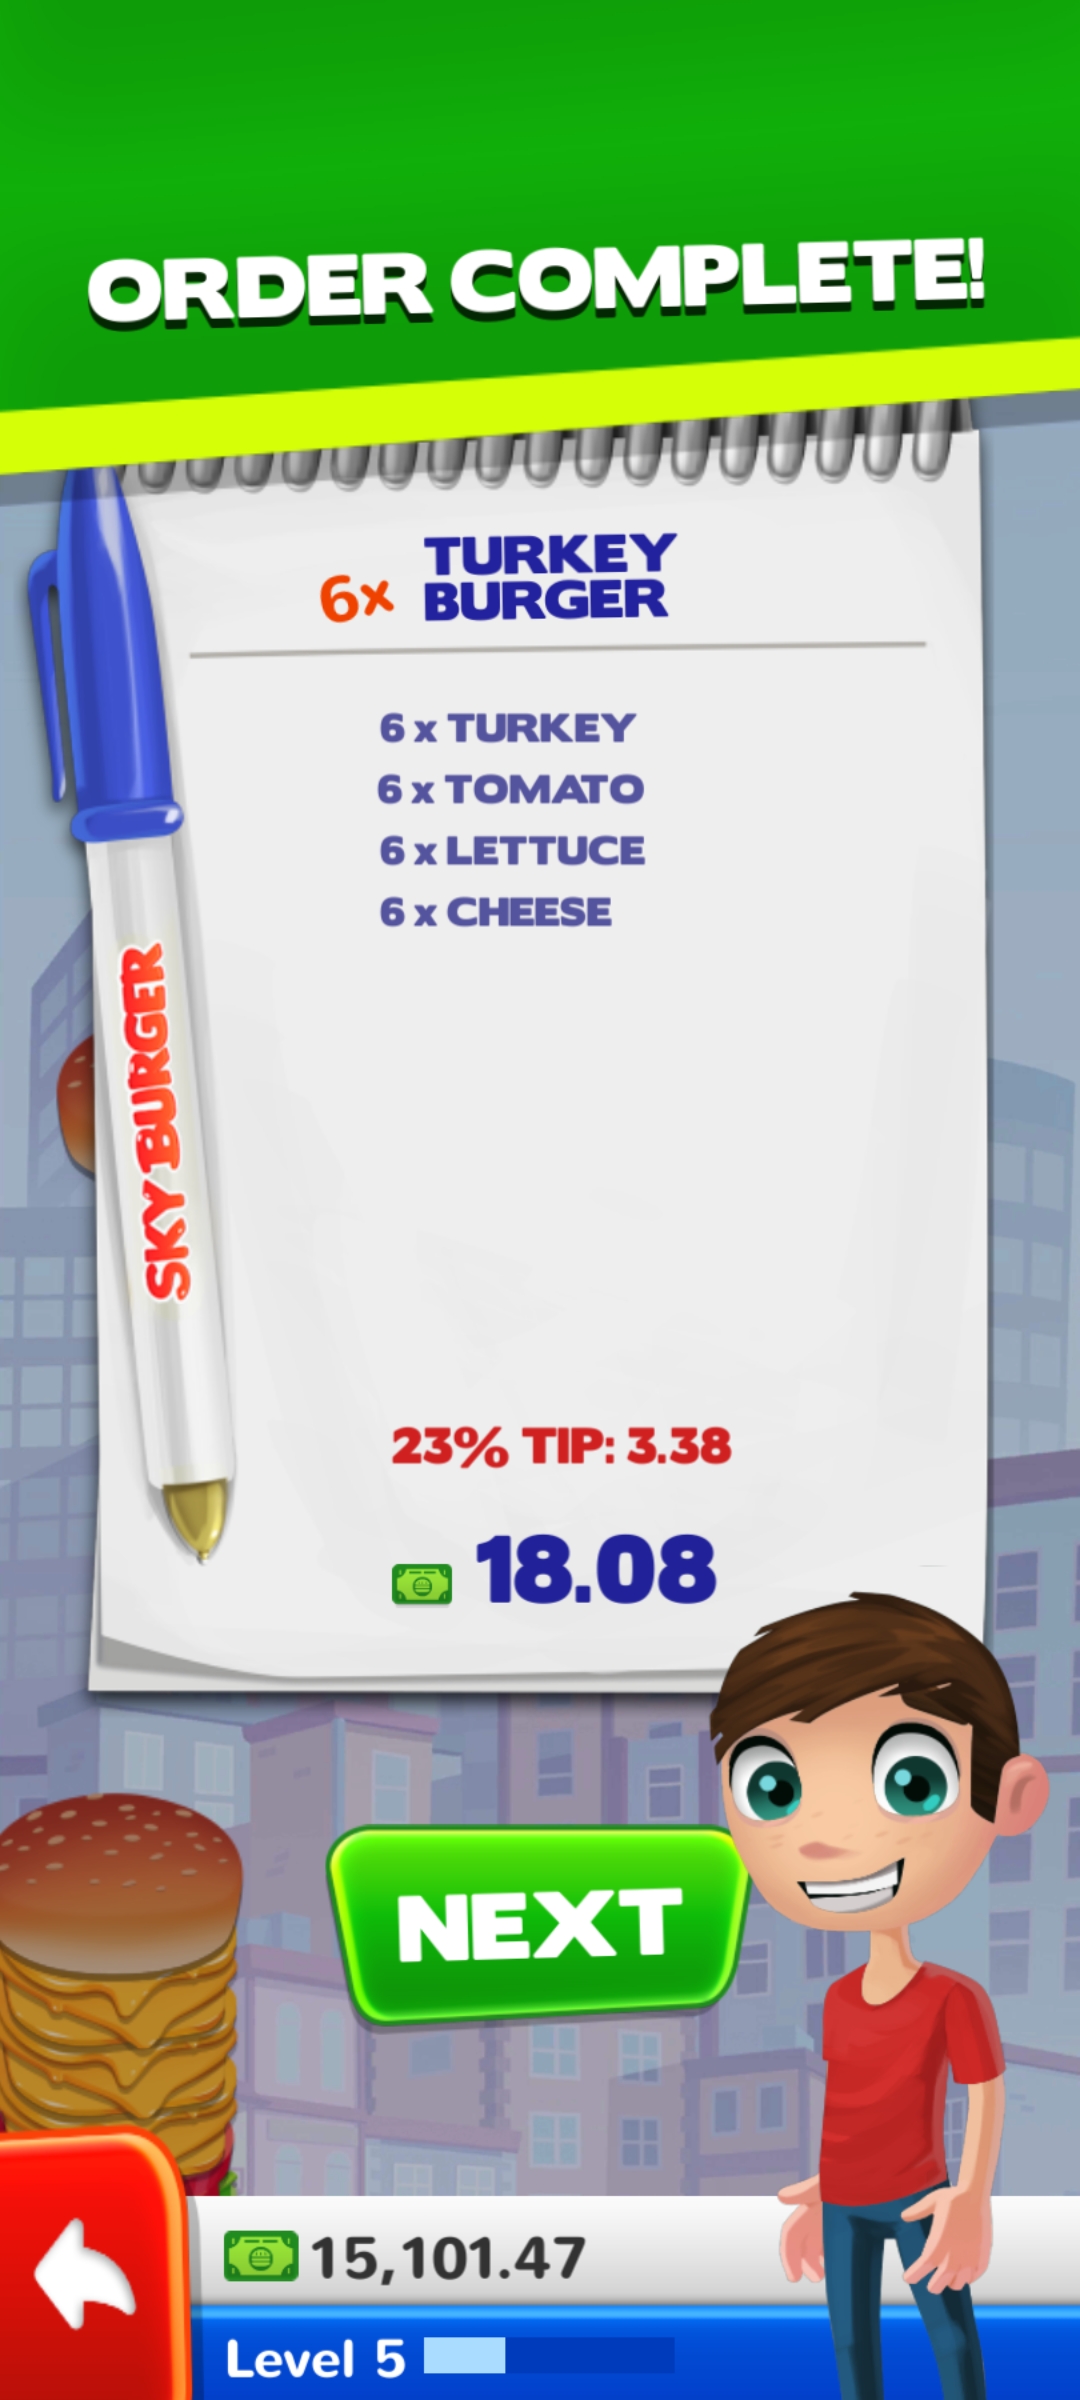 ORDER COMPLETE!
6x TURKEY
BURGER
6 x TURKEY
6 x TOMATO
6 x LETTUCE
6 x CHEESE
SKY BURGER
23% TIP: 3.38
18.08
NEXT
15,101.47
Level 5